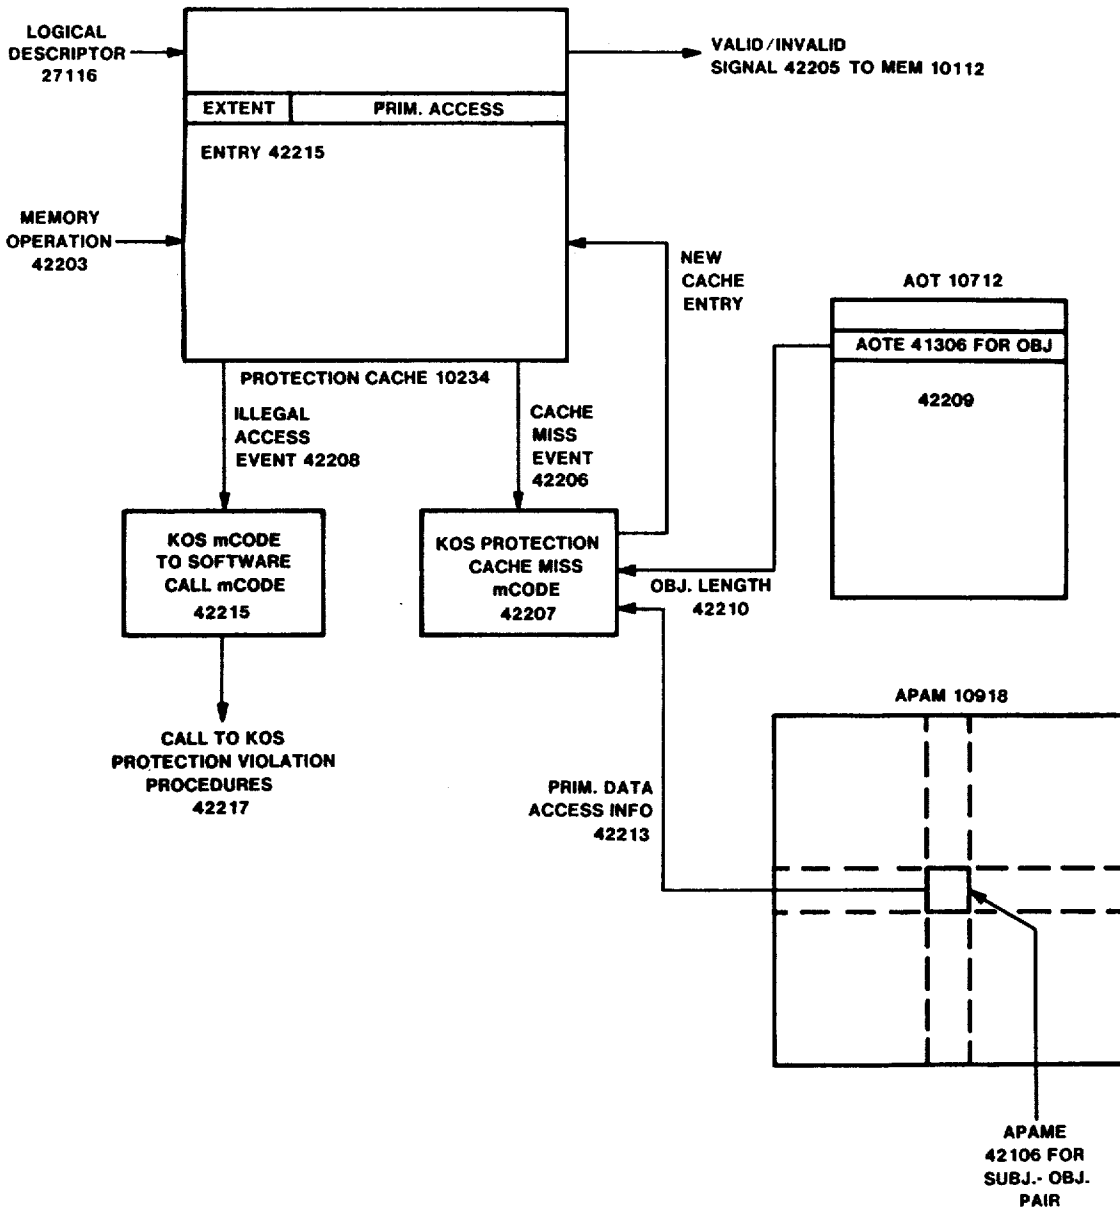 LOGICAL
DESCRIPTOR
27116
VALID/INVALID
SIGNAL 42205 TO MEM 10112
EXTENT
PRIM. ACCESS
ENTRY 42215
MEMORY
OPERATION
42203
NEW
CACHE
ENTRY
AOT 10712
AOTE 41306 FOR OBJ
42209
PROTECTION CACHE 10234
ILLEGAL
ACCESS
EVENT 42208
CACHE
MISS
EVENT
42206
KOS mCODE
TO SOFTWARE
CALL mCODE
42215
KOS PROTECTION
CACHE MISS
mCODE
42207
OBJ. LENGTH
42210
CALL TO KOS
PROTECTION VIOLATION
PROCEDURES
42217
APAM 10918
PRIM. DATA
ACCESS INFO
42213
APAME
42106 FOR
SUBJ.- OBJ.
PAIR